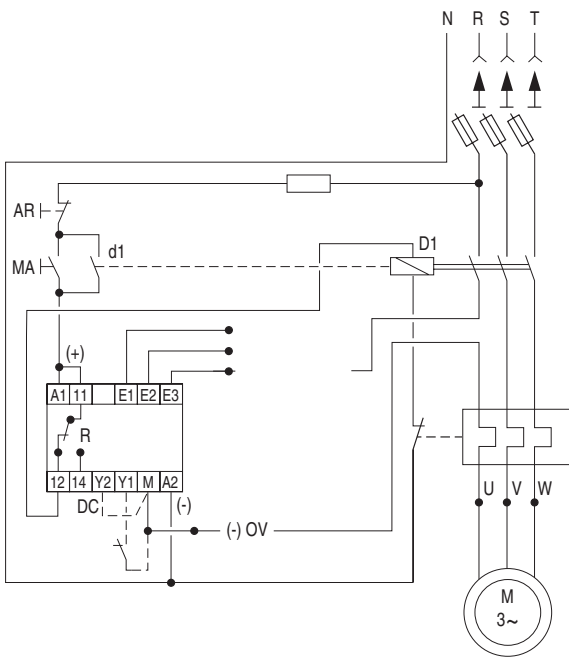 N R S T
AR
MA
d1
D1
(+)
A1 11 E1 E2 E3
R
12 14 Y2 Y1 M A2
DC
(-)
(-) OV
U V W
M
3~